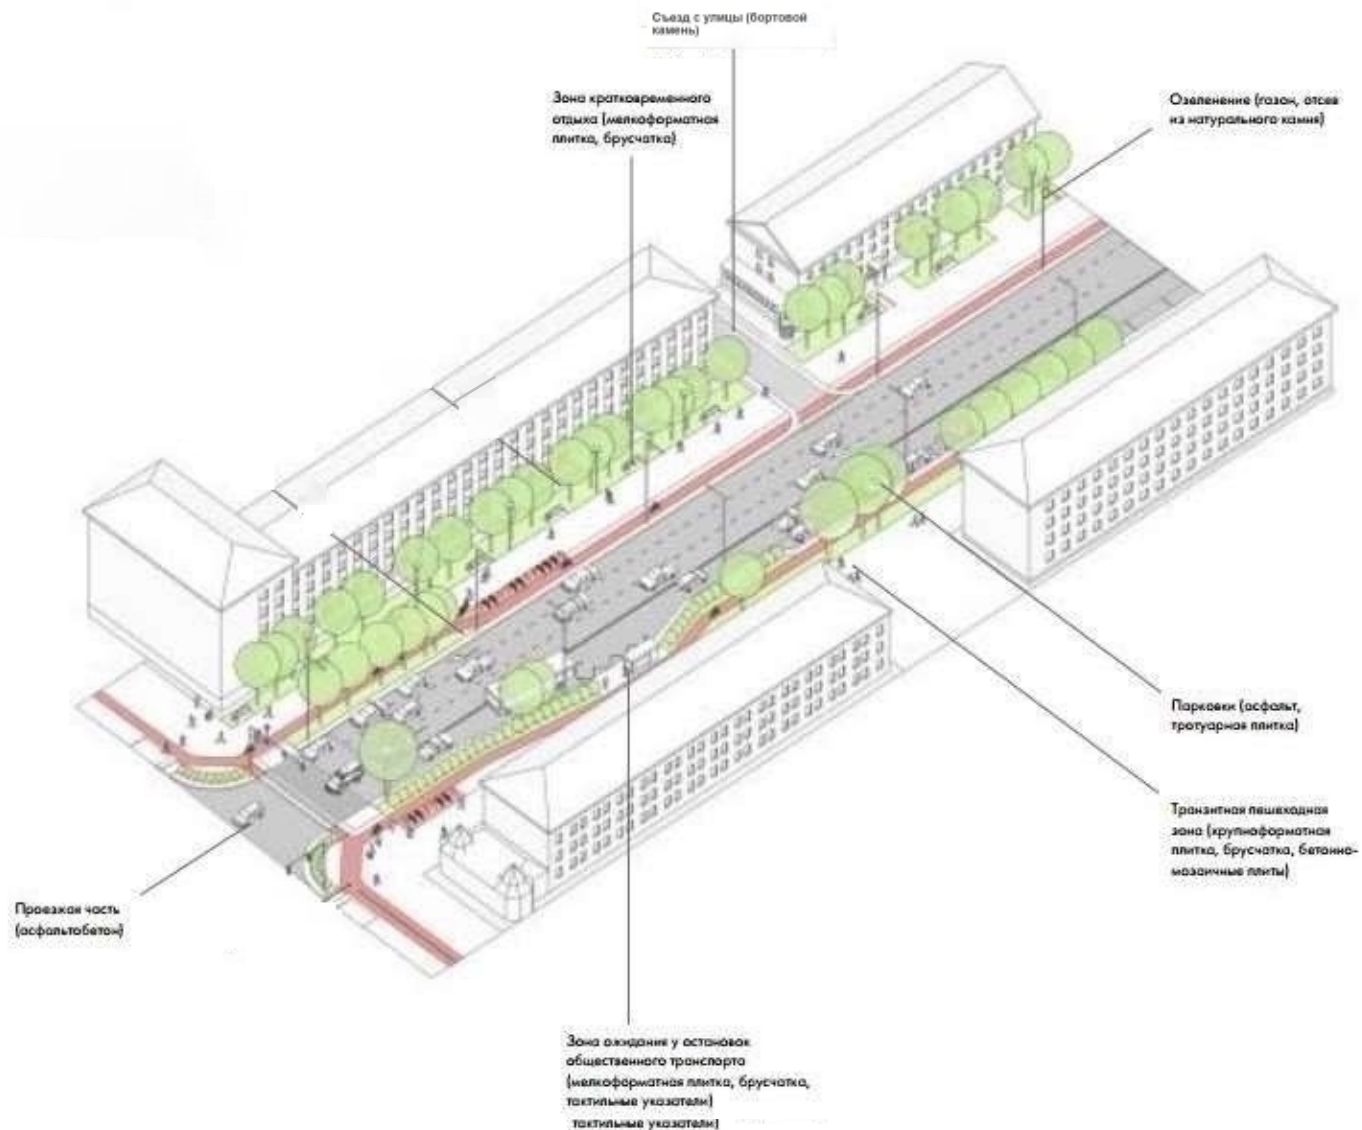 Съезд с улицы (бортовой
камень)
Зона кратковременного
отдыха (мелкоформатная
плитка, брусчатка)
Озеленение (газон, отсев
из натурального камня)
Парковки (асфальт,
тротуарная плитка)
Транзитная пешеходная
зона (крупноформатная
плитка, брусчатка, бетонно-
мозаичные плиты)
Проезжая часть
(асфальтобетон)
Зона ожидания у остановок
общественного транспорта
(мелкоформатная плитка, брусчатка,
тактильные указатели)
тактильные указатели)